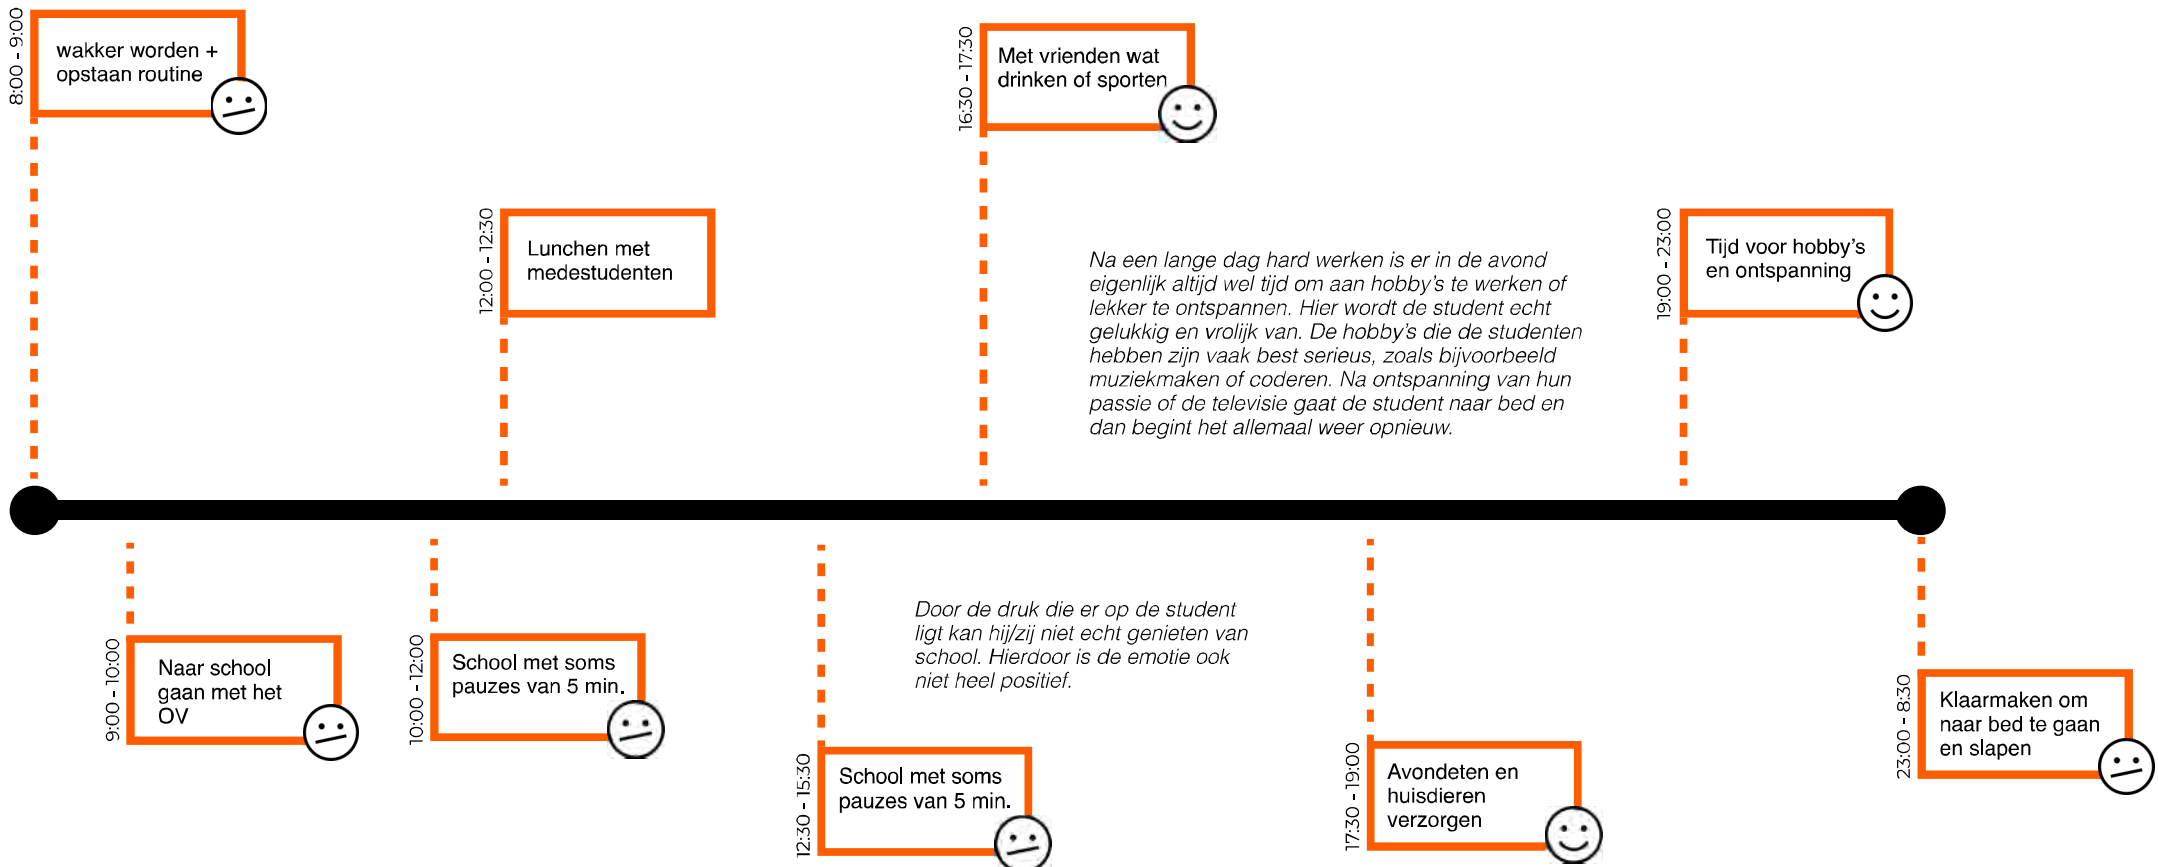 8:00 - 9:00
wakker worden +
opstaan routine
16:30 - 17:30
Met vrienden wat
drinken of sporten
12:00 - 12:30
Lunchen met
medestudenten
Na een lange dag hard werken is er in de avond
eigenlijk altijd wel tijd om aan hobby's te werken of
lekker te ontspannen. Hier wordt de student echt
gelukkig en vrolijk van. De hobby's die de studenten
hebben zijn vaak best serieus, zoals bijvoorbeeld
muziekmaken of coderen. Na ontspanning van hun
passie of de televisie gaat de student naar bed en
dan begint het allemaal weer opnieuw.
19:00 - 23:00
Tijd voor hobby's
en ontspanning
9:00 - 10:00
Naar school
gaan met het
OV
10:00 - 12:00
School met soms
pauzes van 5 min.
12:30 - 15:30
School met soms
pauzes van 5 min.
Door de druk die er op de student
ligt kan hij/zij niet echt genieten van
school. Hierdoor is de emotie ook
niet heel positief.
17:30 - 19:00
Avondeten en
huisdieren
verzorgen
23:00 - 8:30
Klaarmaken om
naar bed te gaan
en slapen